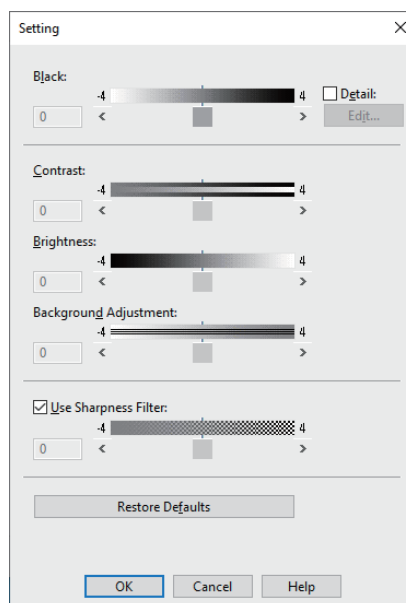 Setting
Black:
-4 4
Detail:
0
Edit...
Contrast:
-4 4
0
Brightness:
-4 4
0
Background Adjustment:
-4 4
0
Use Sharpness Filter:
-4 4
0
Restore Defaults
OK Cancel Help